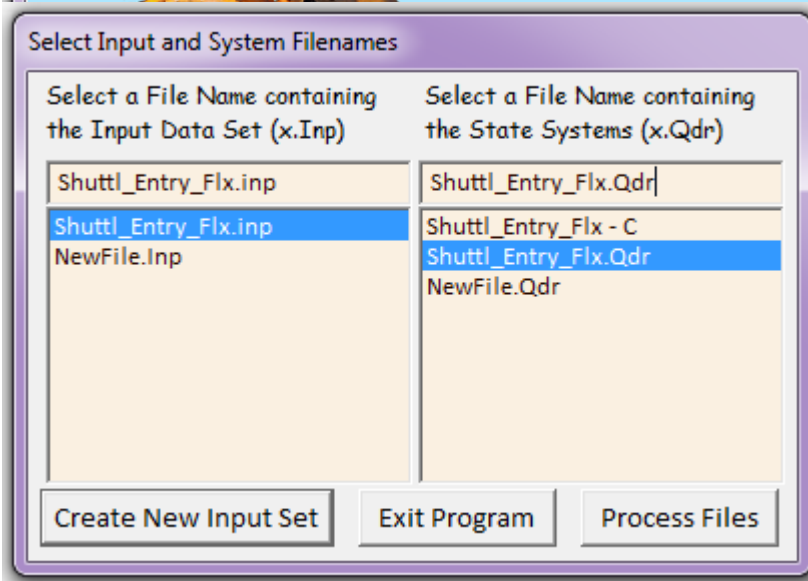 Select Input and System Filenames
Select a File Name containing
the Input Data Set (x.Inp)
Shuttl_Entry_Flx.inp
Shuttl_Entry_Flx.inp
NewFile.Inp
Select a File Name containing
the State Systems (x.Qdr)
Shuttl_Entry_Flx.Qdr
Shuttl_Entry_Flx - C
Shuttl_Entry_Flx.Qdr
NewFile.Qdr
Create New Input Set
Exit Program
Process Files